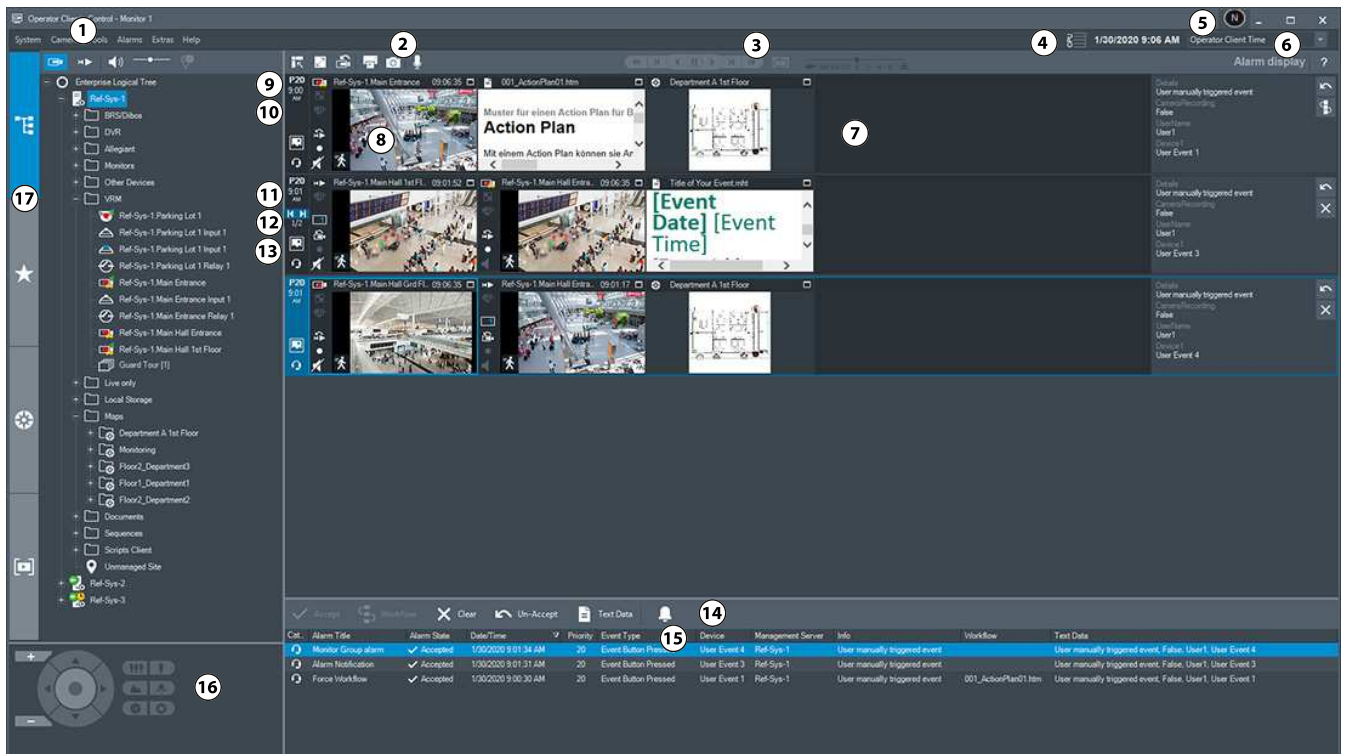 Operator Client
Control - Monitor 1
N
System
Tools
Alarms
Extras
Help
1
2
3
4
5
6
1/30/2020 9:06 AM
Operator Client Time
Alarm display
?
Enterprise Logical Tree
Ref-Sys-1
BRS/Dibos
DVR
Allegiant
Monitors
Other Devices
VRM
Ref-Sys-1.Parking Lot 1
Ref-Sys-1.Parking Lot 1 Input 1
Ref-Sys-1.Parking Lot 1 Input 1
Ref-Sys-1.Parking Lot 1 Relay 1
Ref-Sys-1.Main Entrance
Ref-Sys-1.Main Entrance Input 1
Ref-Sys-1.Main Entrance Relay 1
Ref-Sys-1.Main Hall Entrance
Ref-Sys-1.Main Hall 1st Floor
Guard Tour [1]
Live only
Local Storage
Maps
Department A 1st Floor
Monitoring
Floor2_Department3
Floor1_Department1
Floor2_Department2
Documents
Sequences
Scripts Client
Unmanaged Site
Ref-Sys-2
Ref-Sys-3
17
9
10
11
12
13
P20
9:00
AM
Ref-Sys-1.Main Entrance 09:06:35
8
001_ActionPlan01.htm
Muster fur einen Action Plan für B
Action Plan
Mit einem Action Plan können sie Ar
Department A 1st Floor
7
Details
User manually triggered event
CameraRecording
False
UserName
User1
Device1
User Event 1
P20
9:01
AM
1/2
Ref-Sys-1.Main Hall 1st Fl.. 09:01:52
Ref-Sys-1.Main Hall Entra.. 09:06:35
Title of Your Event.mht
[Event
Date] [Event
Time]
Details
User manually triggered event
CameraRecording
False
UserName
User1
Device1
User Event 3
P20
9:01
AM
Ref-Sys-1.Main Hall Grd Fl.. 09:06:35
Ref-Sys-1.Main Hall Entra.. 09:01:17
Department A 1st Floor
Details
User manually triggered event
CameraRecording
False
UserName
User1
Device1
User Event 4
Accept
Workflow
Clear
Un-Accept
Text Data
14
Cat.. Alarm Title Alarm State Date/Time Priority Event Type 15 Device Management Server Info Workflow Text Data
Monitor Group alarm Accepted 1/30/2020 9:01:34 AM 20 Event Button Pressed User Event 4 Ref-Sys-1 User manually triggered event User manually triggered event, False, User1, User Event 4
Alarm Notification Accepted 1/30/2020 9:01:31 AM 20 Event Button Pressed User Event 3 Ref-Sys-1 User manually triggered event User manually triggered event, False, User1, User Event 3
Force Workflow Accepted 1/30/2020 9:00:30 AM 20 Event Button Pressed User Event 1 Ref-Sys-1 User manually triggered event 001_ActionPlan01.htm User manually triggered event, False, User1, User Event 1
16